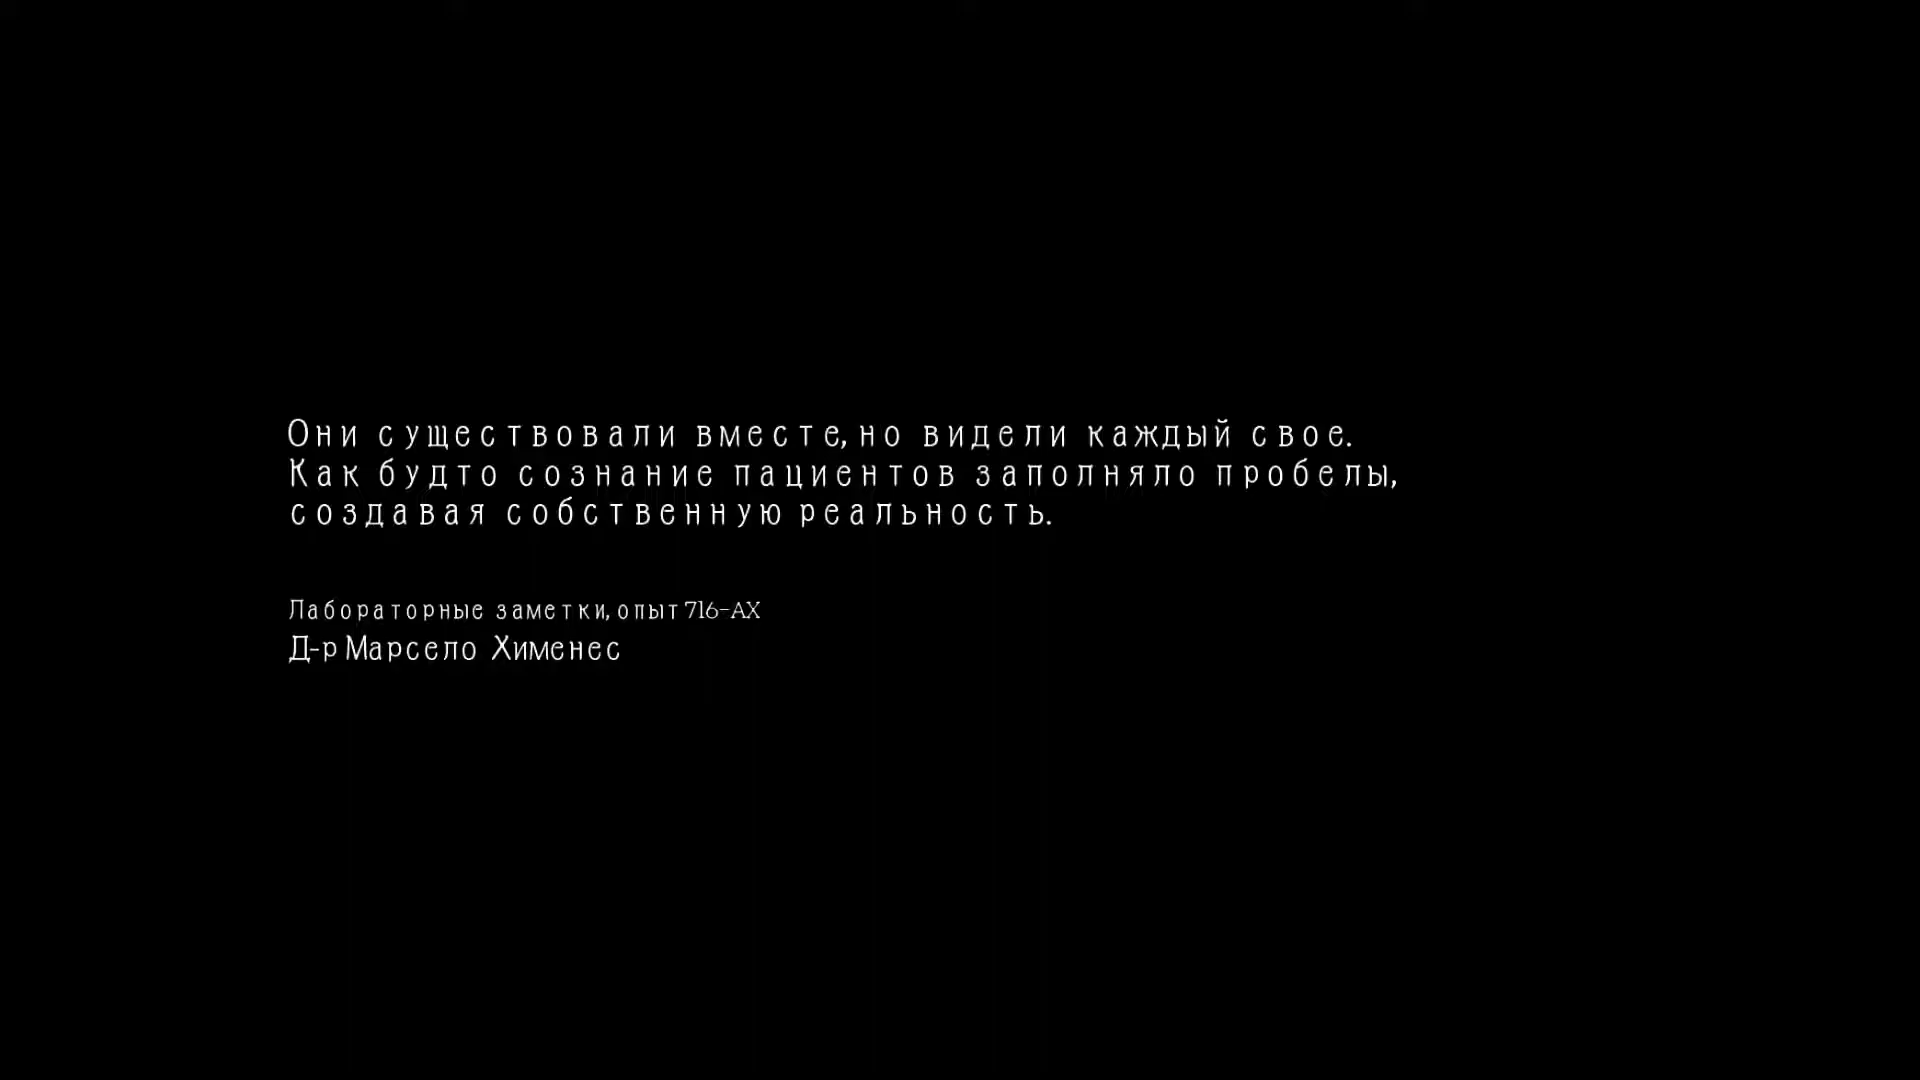 Они существовали вместе, но видели каждый свое.
Как будто сознание пациентов заполняло пробелы,
создавая собственную реальность.
Лабораторные заметки, опыт 716-AX
Д-р Марсело Хименес